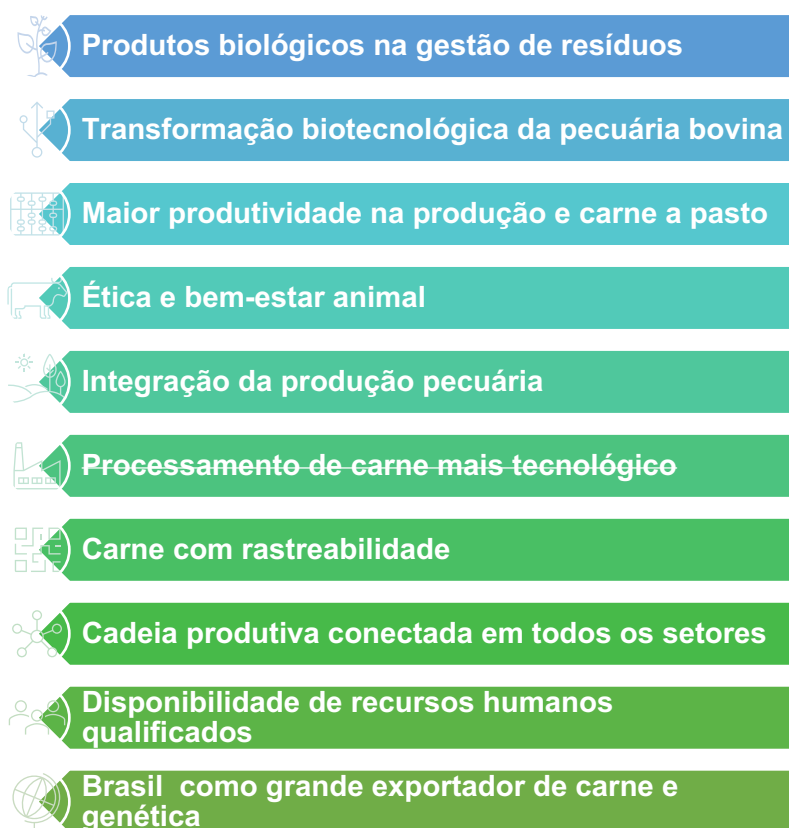 Produtos biológicos na gestão de resíduos
Transformação biotecnológica da pecuária bovina
Maior produtividade na produção e carne a pasto
Ética e bem-estar animal
Integração da produção pecuária
Processamento de carne mais tecnológico
Carne com rastreabilidade
Cadeia produtiva conectada em todos os setores
Disponibilidade de recursos humanos
qualificados
Brasil  como grande exportador de carne e
genética